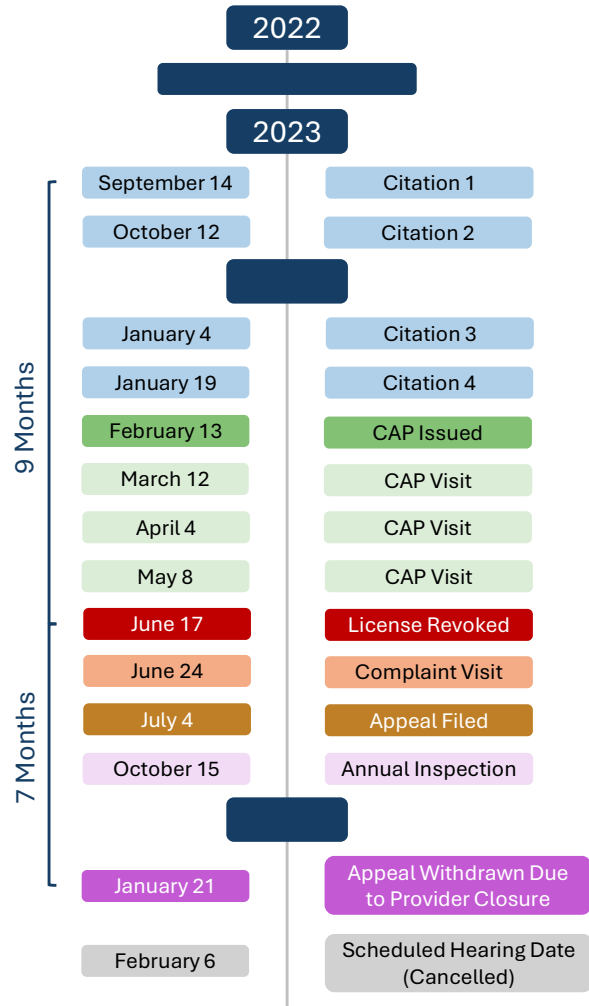 2022
2023
September 14
Citation 1
October 12
Citation 2
January 4
Citation 3
January 19
Citation 4
February 13
CAP Issued
March 12
CAP Visit
April 4
CAP Visit
May 8
CAP Visit
June 17
License Revoked
June 24
Complaint Visit
July 4
Appeal Filed
October 15
Annual Inspection
January 21
Appeal Withdrawn Due
to Provider Closure
February 6
Scheduled Hearing Date
(Cancelled)
9 Months
7 Months